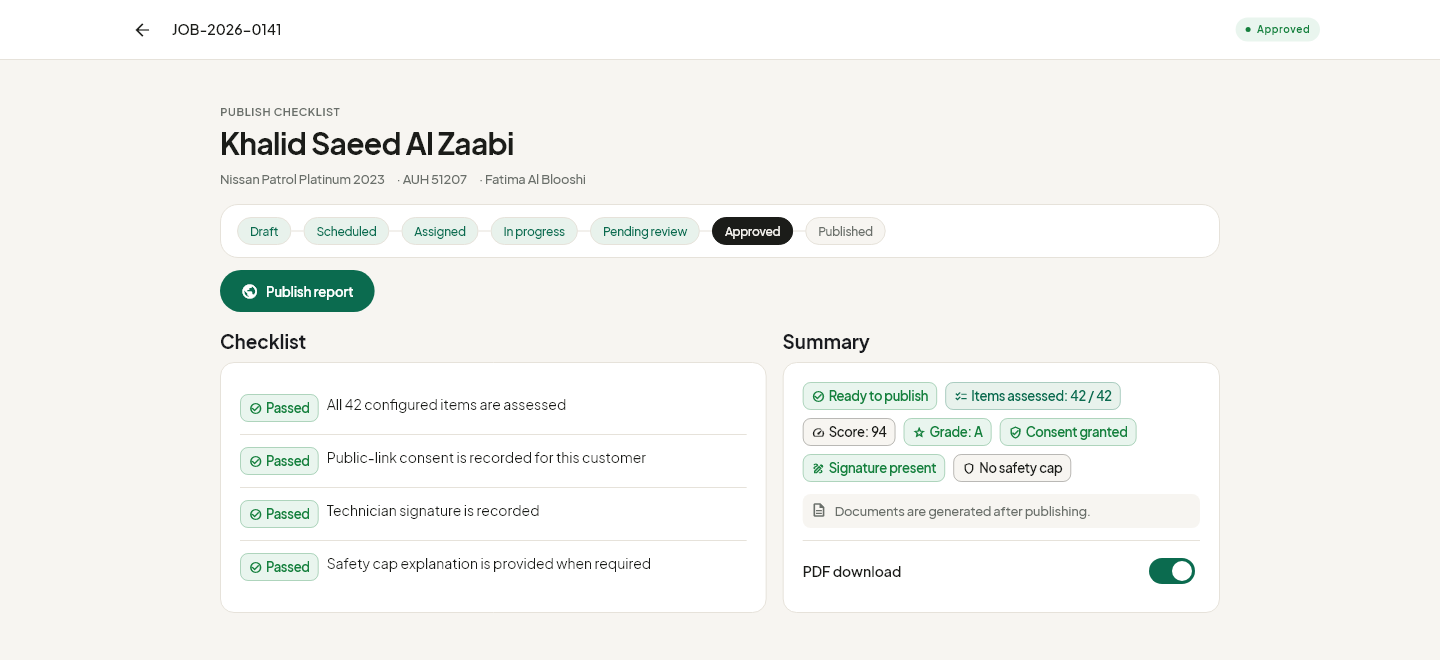 JOB-2026-0141
Approved
PUBLISH CHECKLIST
Khalid Saeed Al Zaabi
Nissan Patrol Platinum 2023 · AUH 51207 · Fatima Al Blooshi
Draft Scheduled Assigned In progress Pending review Approved Published
Publish report
Checklist
Passed All 42 configured items are assessed
Passed Public-link consent is recorded for this customer
Passed Technician signature is recorded
Passed Safety cap explanation is provided when required
Summary
Ready to publish Items assessed: 42 / 42
Score: 94 Grade: A Consent granted
Signature present No safety cap
Documents are generated after publishing.
PDF download